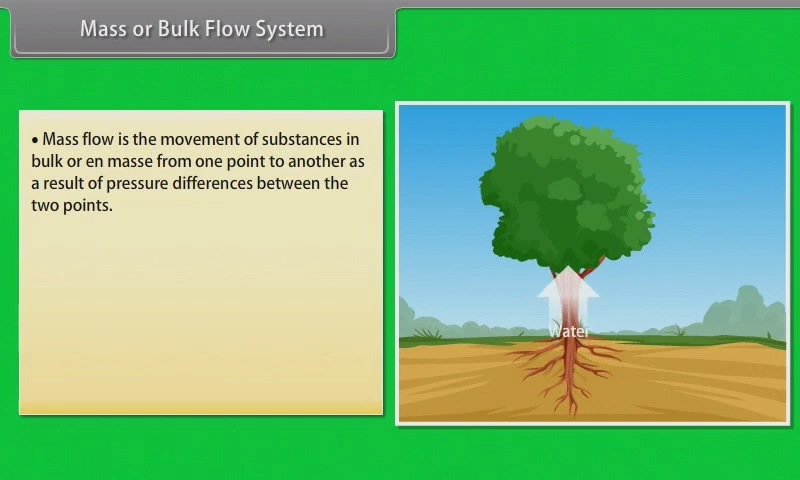 Mass or Bulk Flow System
• Mass flow is the movement of substances in
bulk or en masse from one point to another as
a result of pressure differences between the
two points.
Water